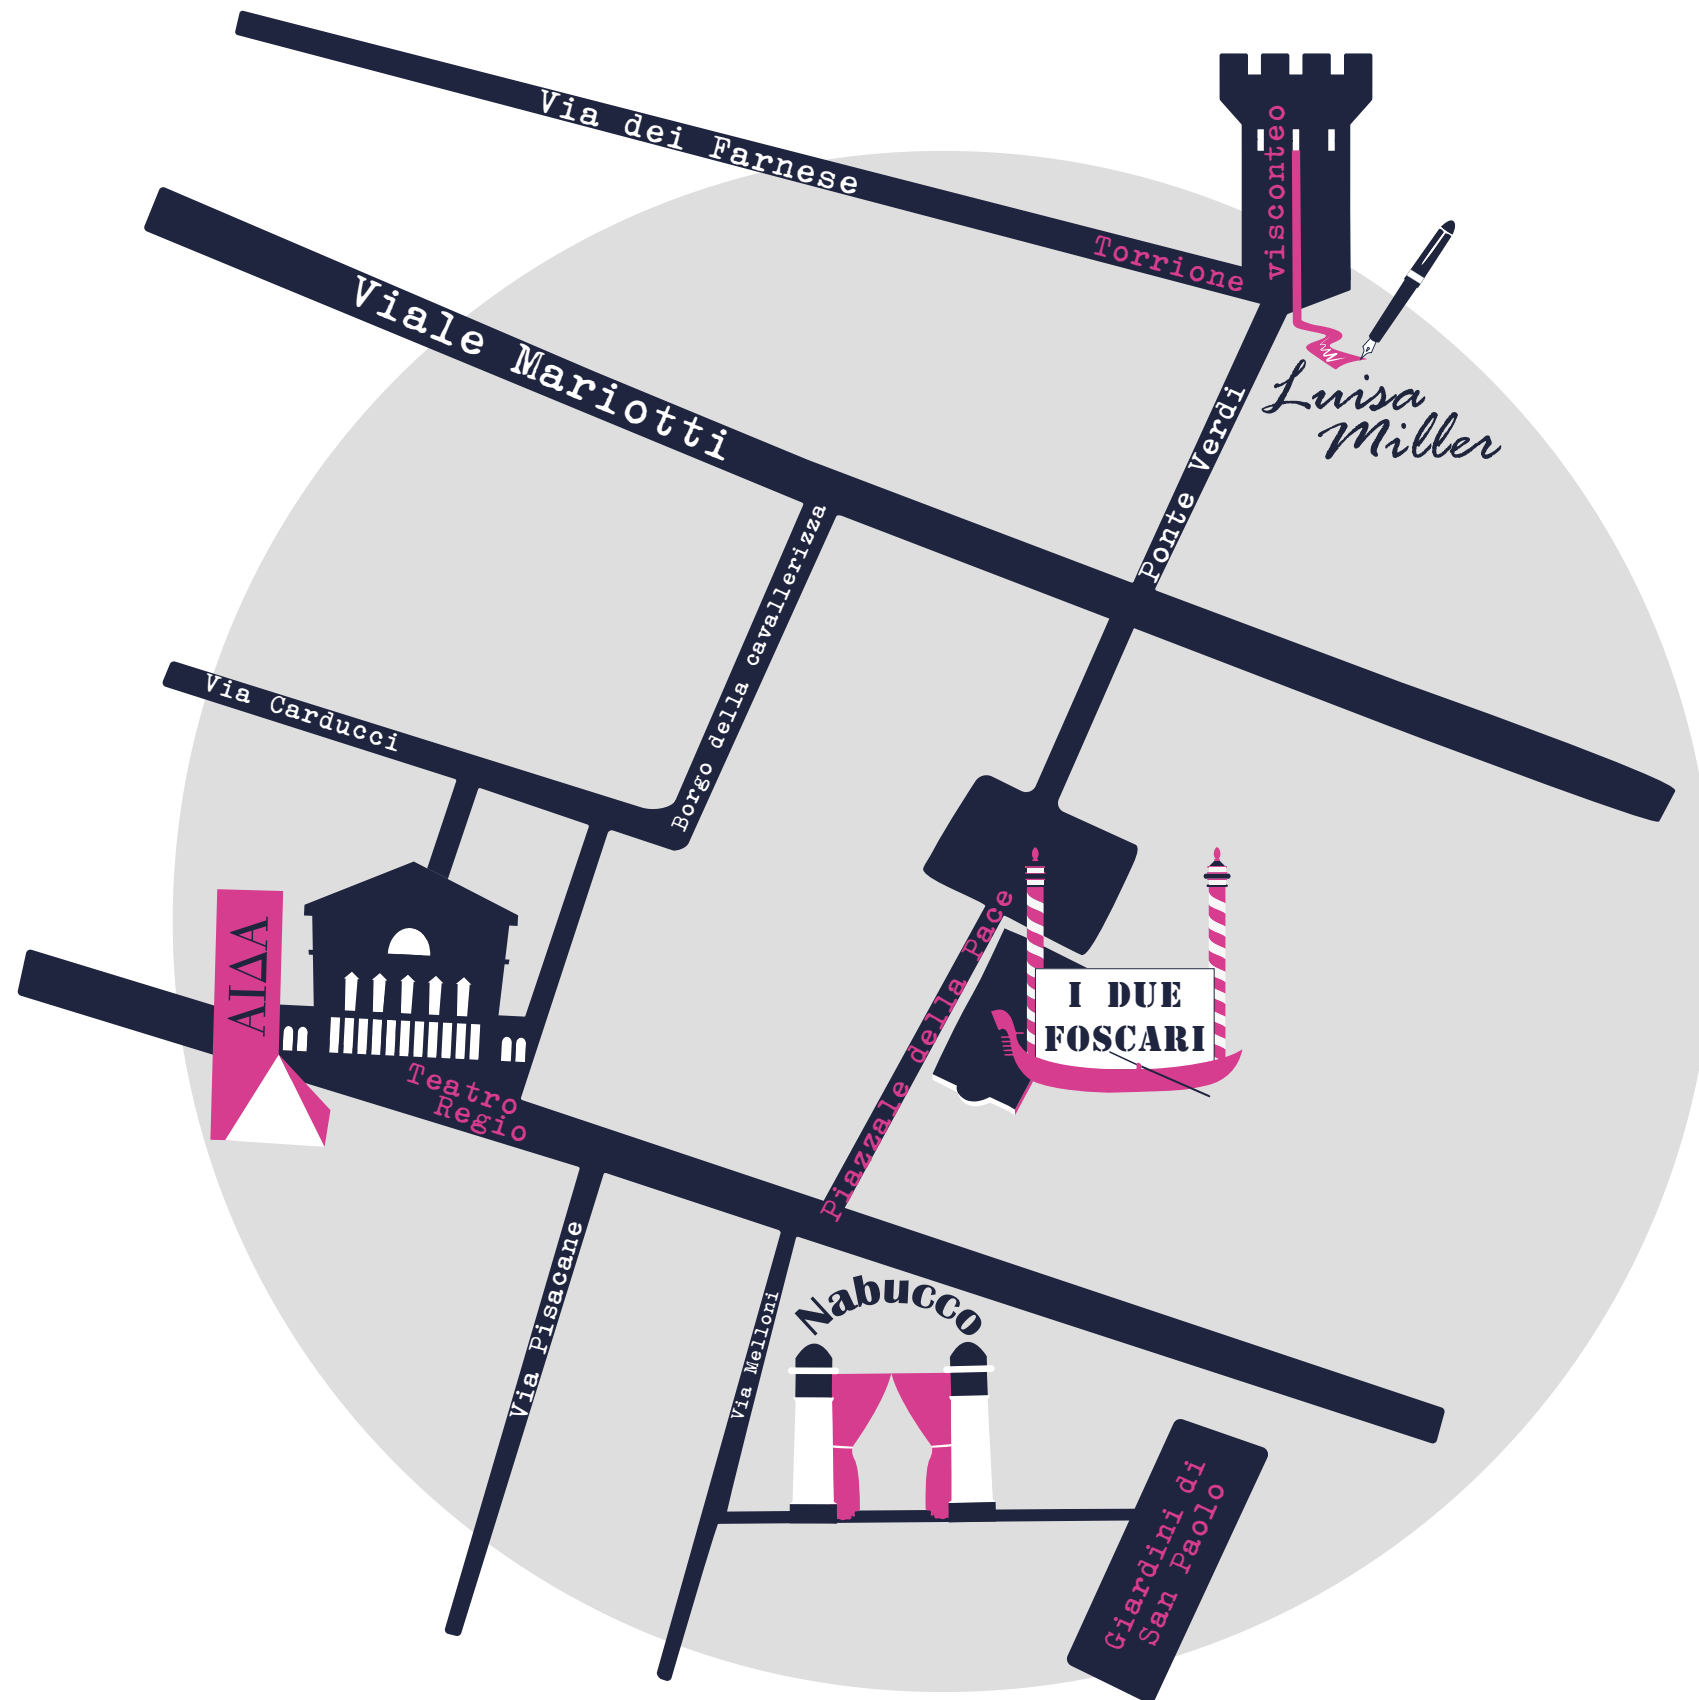 Via dei Farnese
Torrione
visconteo
Viale Mariotti
Luisa
Miller
Ponte Verdi
Borgo della cavallerizza
Via Carducci
ΑΙΔΑ
Teatro
Regio
Piazzale della Pace
I DUE
FOSCARI
Via Pisacane
Via Melloni
Nabucco
Giardini di
San Paolo